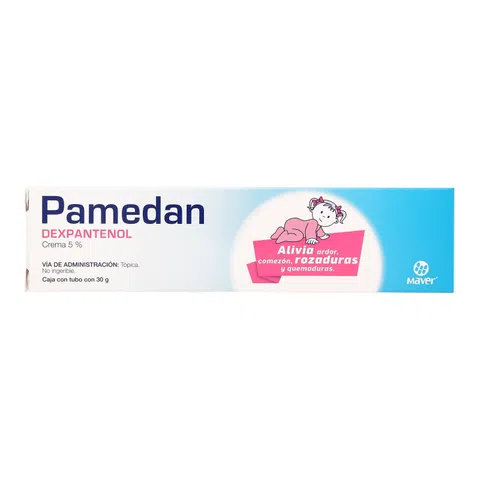 Pamedan
DEXPANTENOL
Crema 5 %
VÍA DE ADMINISTRACIÓN: Tópica.
No ingerible.
Caja con tubo con 30 g
Alivia ardor,
comezón, rozaduras
y quemaduras.
Maver